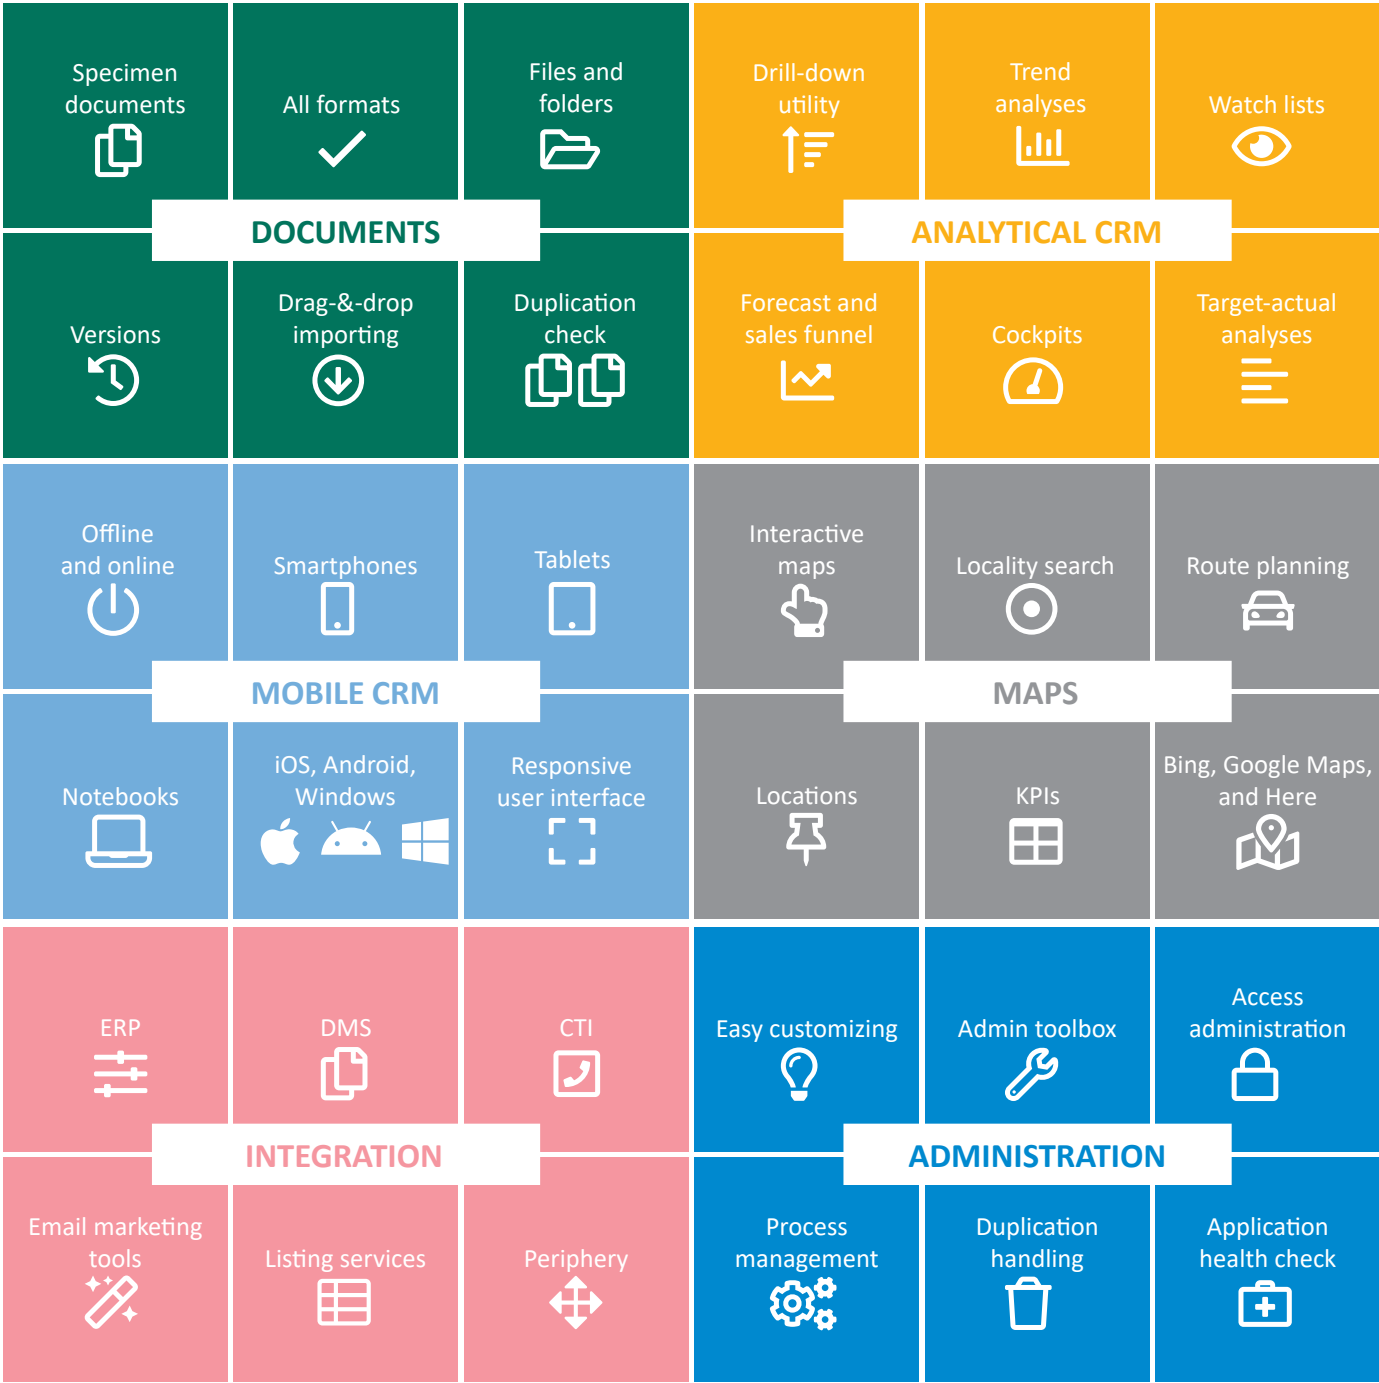 Specimen
documents
All formats
Files and
folders
DOCUMENTS
Versions
Drag-&-drop
importing
Duplication
check
Drill-down
utility
Trend
analyses
Watch lists
ANALYTICAL CRM
Forecast and
sales funnel
Cockpits
Target-actual
analyses
Offline
and online
Smartphones
Tablets
MOBILE CRM
Notebooks
iOS, Android,
Windows
Responsive
user interface
Interactive
maps
Locality search
Route planning
MAPS
Locations
KPIs
Bing, Google Maps,
and Here
ERP
DMS
CTI
INTEGRATION
Email marketing
tools
Listing services
Periphery
Easy customizing
Admin toolbox
Access
administration
ADMINISTRATION
Process
management
Duplication
handling
Application
health check